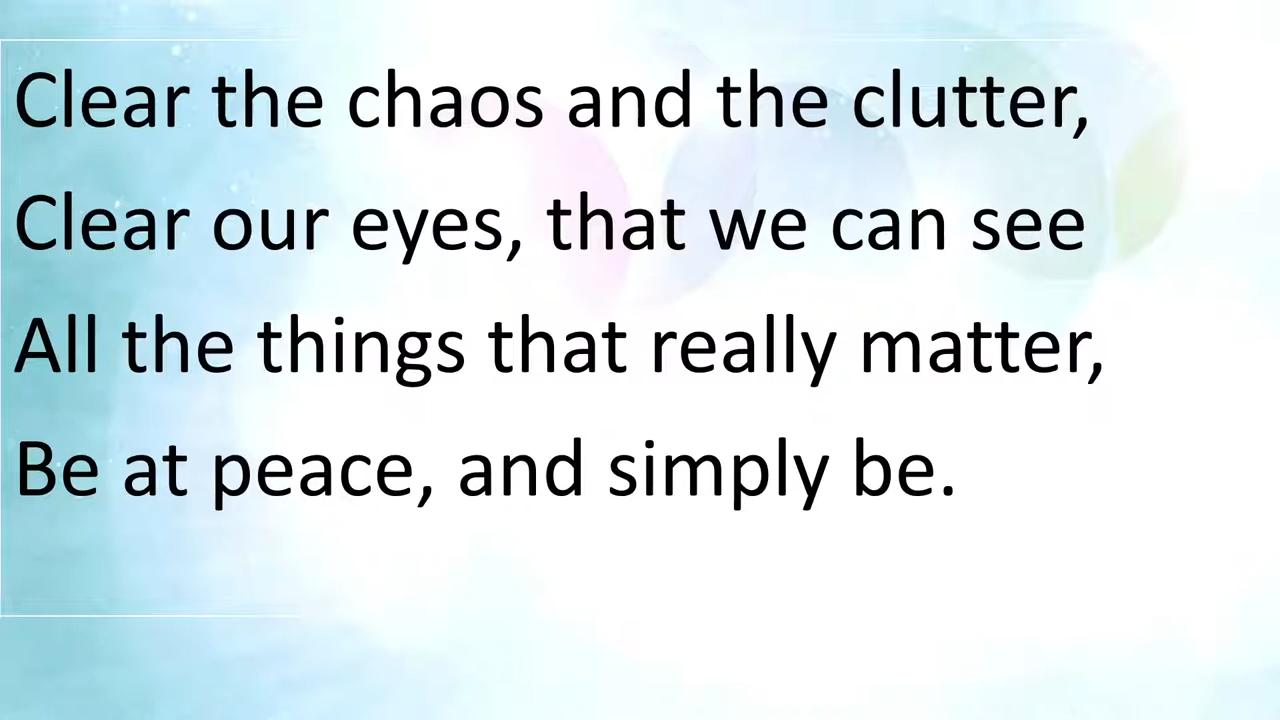 Clear the chaos and the clutter,
Clear our eyes, that we can see
All the things that really matter,
Be at peace, and simply be.